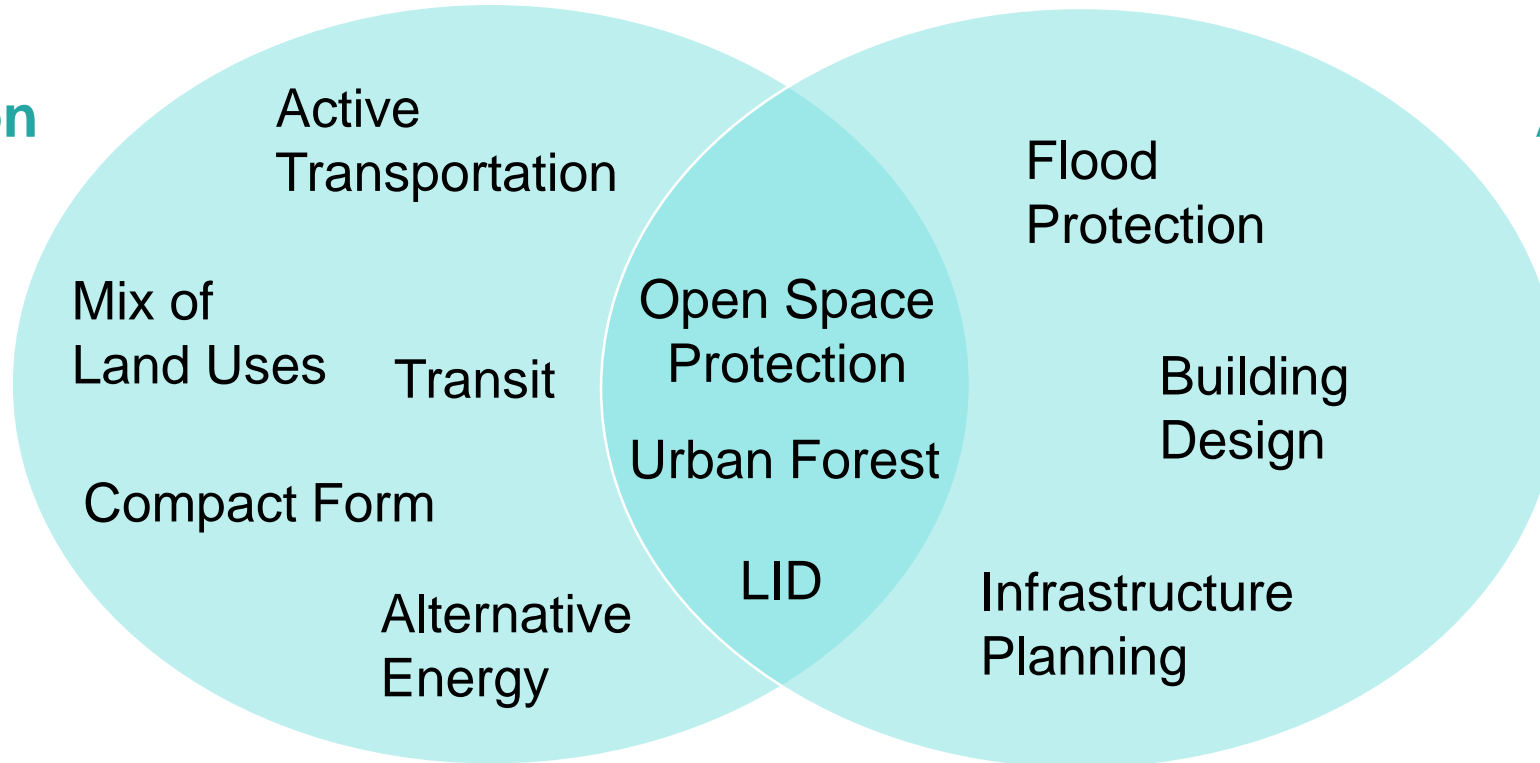 on
Active
Transportation
Mix of
Land Uses
Transit
Compact Form
Alternative
Energy
Open Space
Protection
Urban Forest
LID
Flood
Protection
Building
Design
Infrastructure
Planning